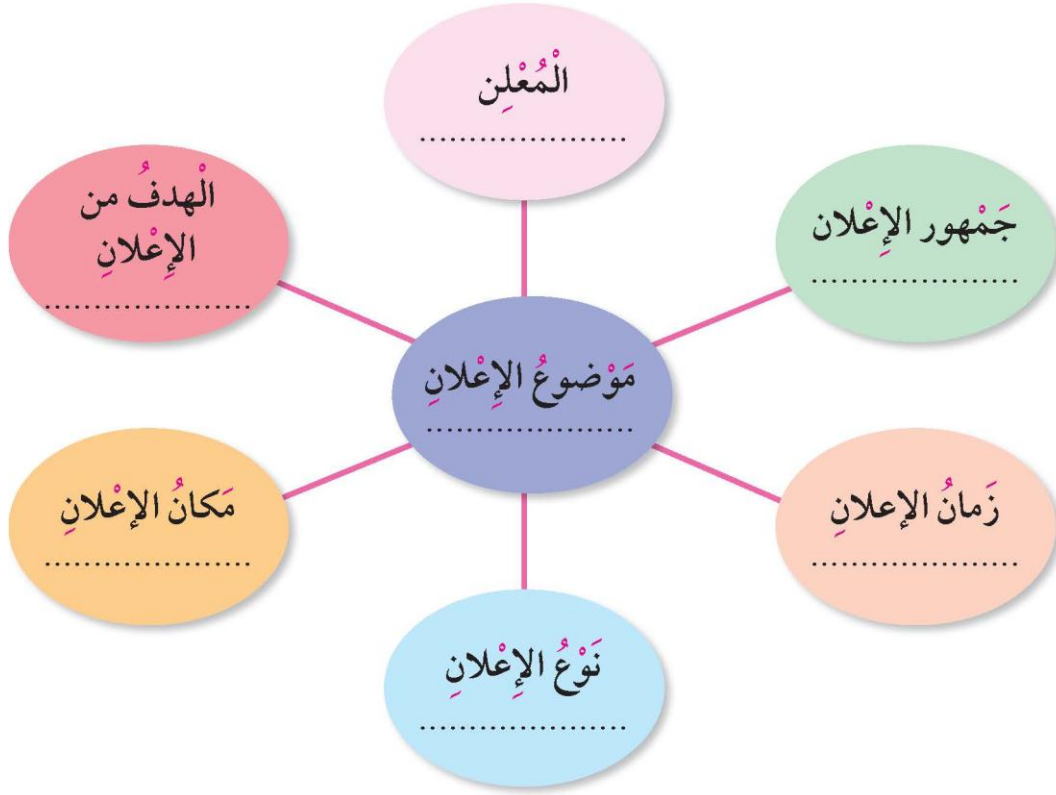 الْمُعْلِن
.....................
جَمْهور الإِعْلان
.....................
الْهدفُ من
الإِعْلانِ
.....................
مَوْضوعُ الإِعْلانِ
.....................
زَمانُ الإعلانِ
.....................
مَكانُ الإعْلانِ
.....................
نَوْعُ الإِعْلانِ
.....................